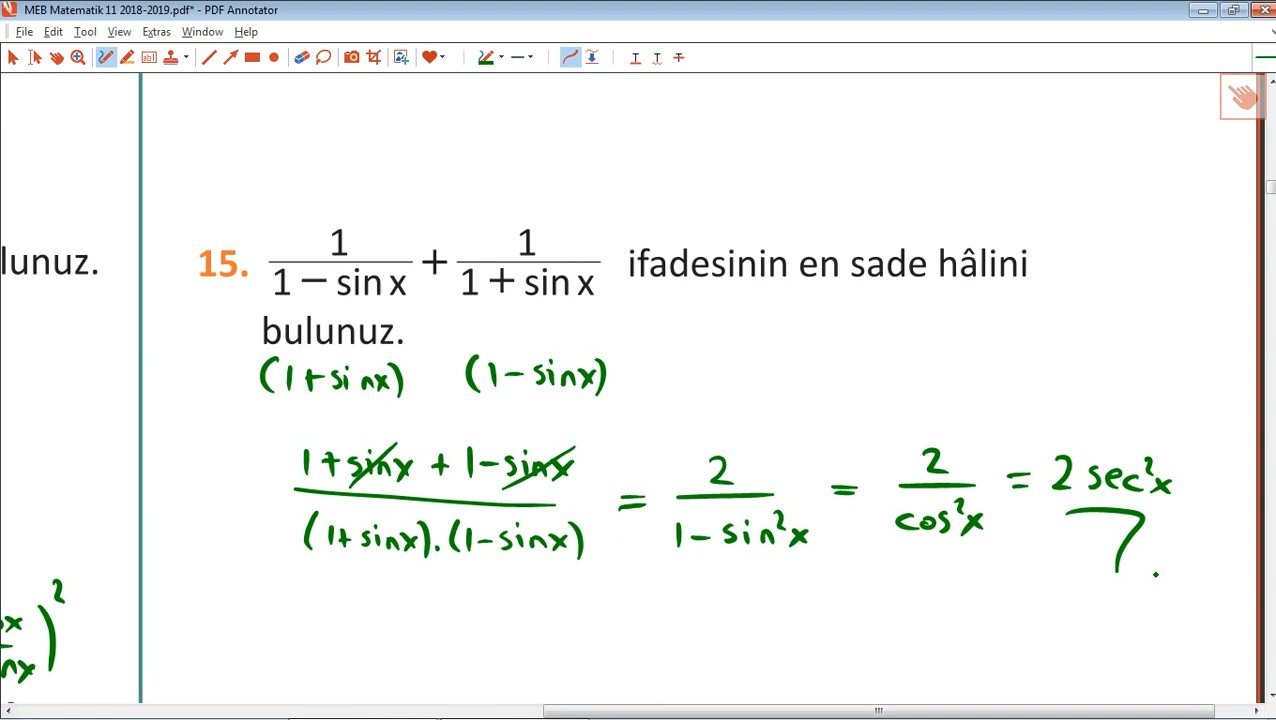 MEB Matematik 11 2018-2019.pdf* - PDF Annotator
File Edit Tool View Extras Window Help
lunuz.
15. 1/(1 − sin x) + 1/(1 + sin x) ifadesinin en sade hâlini
bulunuz.
(1+sinx) (1-sinx)
(1+sinx + 1-sinx)/((1+sinx).(1-sinx)) = 2/(1-sin²x) = 2/cos²x = 2 sec²x
)²